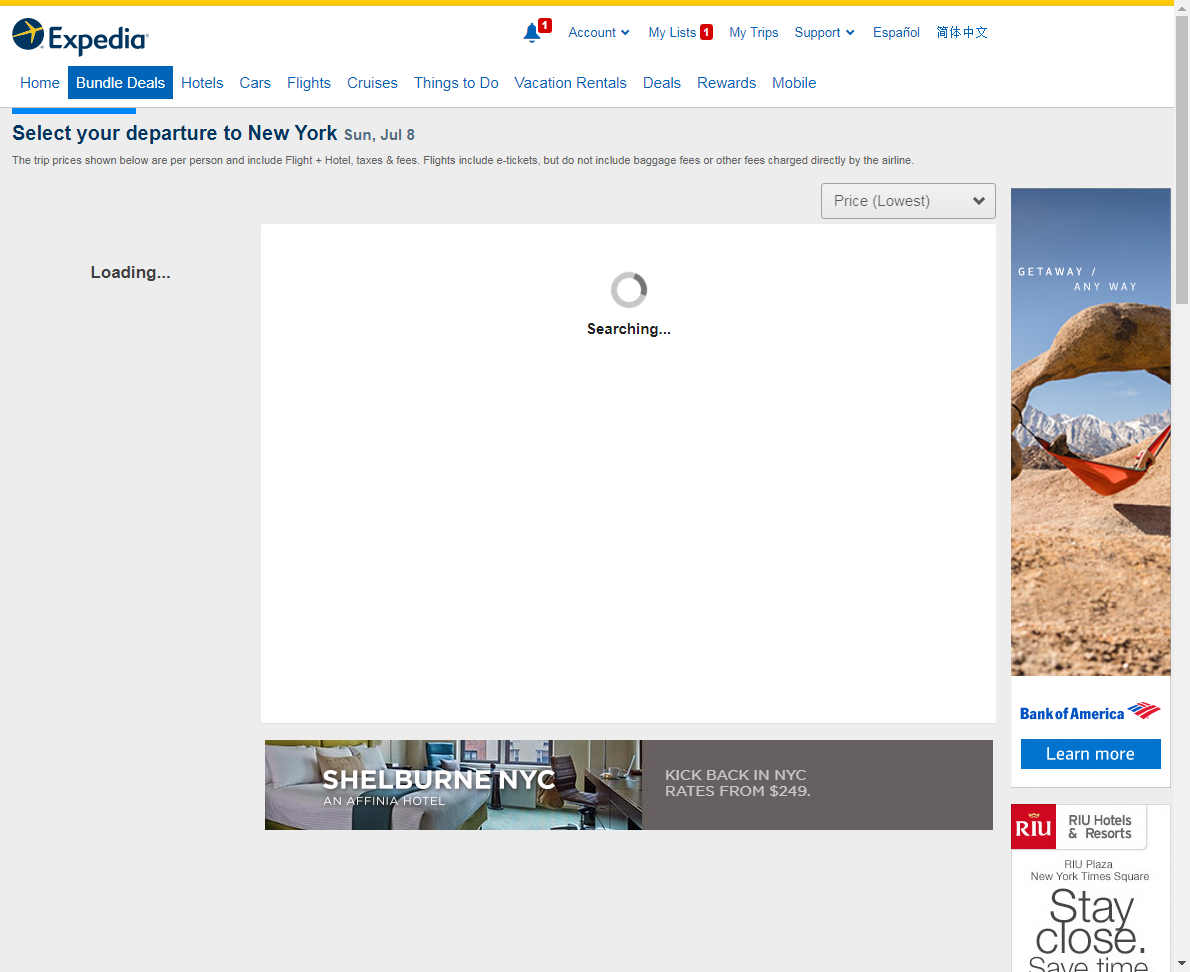 Expedia
1
Account
My Lists 1
My Trips
Support
Español
简体中文
Home
Bundle Deals
Hotels
Cars
Flights
Cruises
Things to Do
Vacation Rentals
Deals
Rewards
Mobile
Select your departure to New York Sun, Jul 8
The trip prices shown below are per person and include Flight + Hotel, taxes & fees. Flights include e-tickets, but do not include baggage fees or other fees charged directly by the airline.
Price (Lowest)
Loading...
Searching...
GETAWAY /
ANY WAY
Bank of America
Learn more
SHELBURNE NYC
AN AFFINIA HOTEL
KICK BACK IN NYC
RATES FROM $249.
RIU
RIU Hotels
& Resorts
RIU Plaza
New York Times Square
Stay
close.
Save time